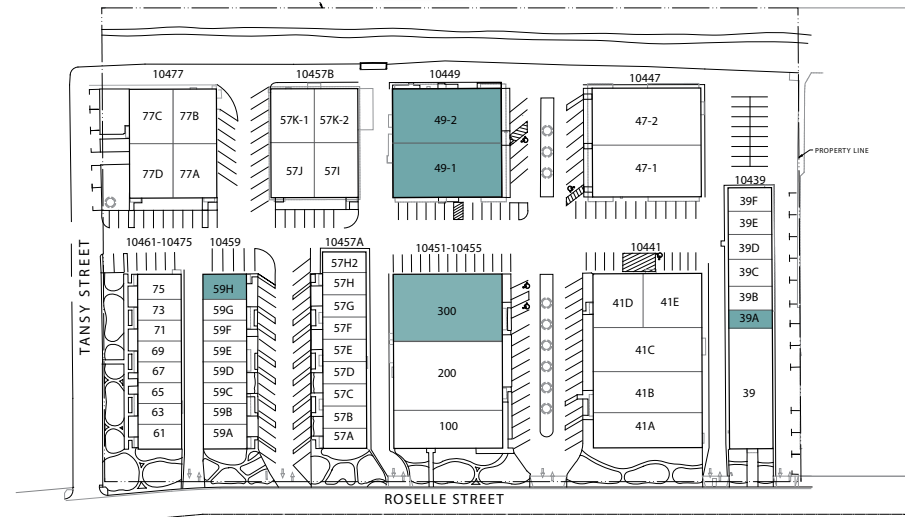 10477
10457B
10449
10447
77C 77B
57K-1 57K-2
49-2
47-2
77D 77A
57J 57I
49-1
47-1
PROPERTY LINE
10439
39F
39E
39D
39C
39B
39A
39
TANSY STREET
10461-10475
10459
10457A
10451-10455
10441
75
73
71
69
67
65
63
61
59H
59G
59F
59E
59D
59C
59B
59A
57H2
57H
57G
57F
57E
57D
57C
57B
57A
300
200
100
41D 41E
41C
41B
41A
ROSELLE STREET